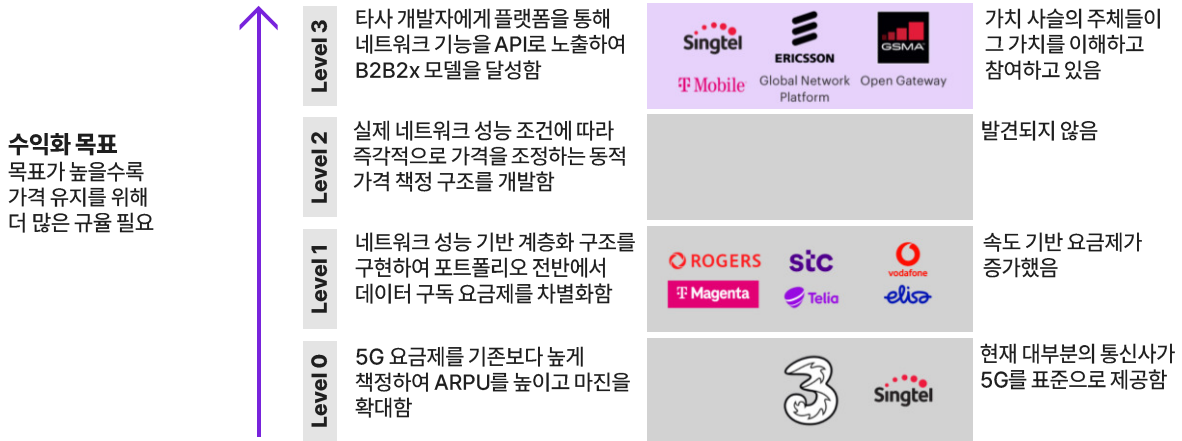 수익화 목표
목표가 높을수록
가격 유지를 위해
더 많은 규율 필요
Level 3
타사 개발자에게 플랫폼을 통해
네트워크 기능을 API로 노출하여
B2B2x 모델을 달성함
Singtel
ERICSSON
GSMA
T Mobile
Global Network
Platform
Open Gateway
가치 사슬의 주체들이
그 가치를 이해하고
참여하고 있음
Level 2
실제 네트워크 성능 조건에 따라
즉각적으로 가격을 조정하는 동적
가격 책정 구조를 개발함
발견되지 않음
Level 1
네트워크 성능 기반 계층화 구조를
구현하여 포트폴리오 전반에서
데이터 구독 요금제를 차별화함
ROGERS
stc
vodafone
T Magenta
Telia
elisa
속도 기반 요금제가
증가했음
Level 0
5G 요금제를 기존보다 높게
책정하여 ARPU를 높이고 마진을
확대함
3
Singtel
현재 대부분의 통신사가
5G를 표준으로 제공함